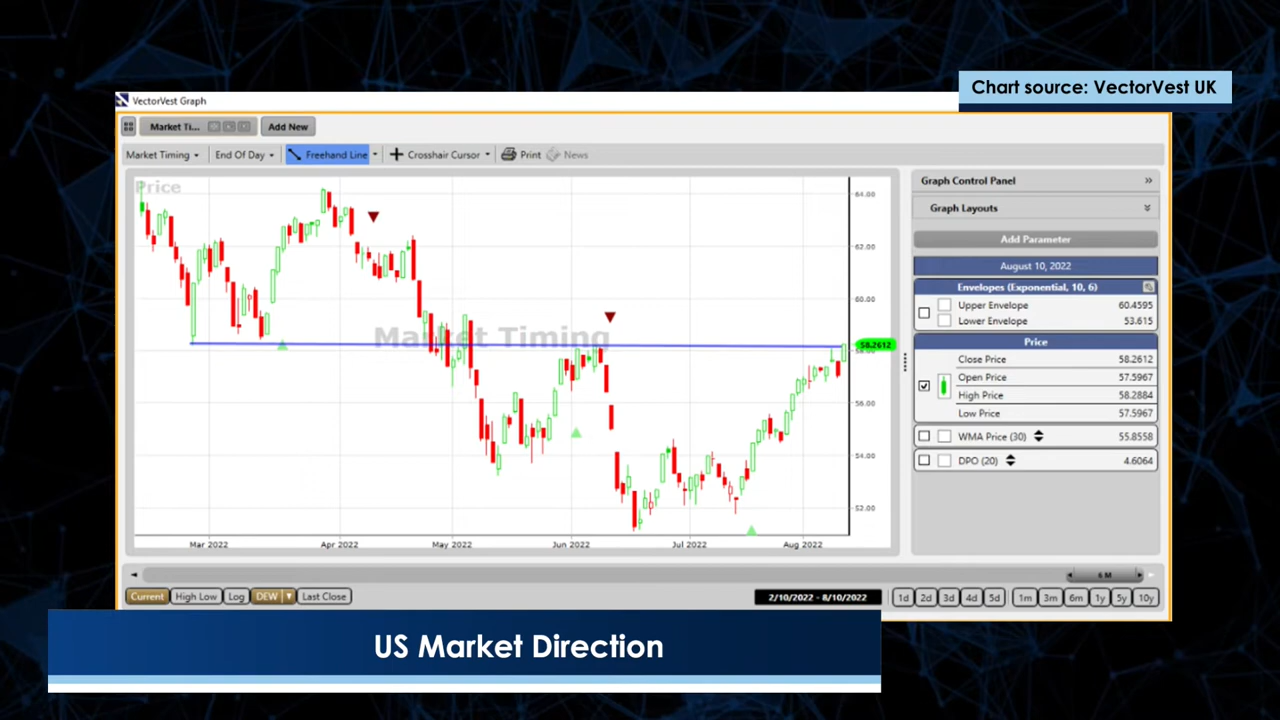 Chart source: VectorVest UK
VectorVest Graph
Market Ti...
Add New
Market Timing
End Of Day
Freehand Line
Crosshair Cursor
Print
News
Price
Market Timing
64.00
62.00
60.00
58.2612
56.00
54.00
52.00
Mar 2022
Apr 2022
May 2022
Jun 2022
Jul 2022
Aug 2022
Graph Control Panel
Graph Layouts
Add Parameter
August 10, 2022
Envelopes (Exponential, 10, 6)
Upper Envelope 60.4595
Lower Envelope 53.615
Price
Close Price 58.2612
Open Price 57.5967
High Price 58.2884
Low Price 57.5967
WMA Price (30) 55.8558
DPO (20) 4.6064
6 M
Current High Low Log DEW Last Close
2/10/2022 - 8/10/2022
1d 2d 3d 4d 5d 1m 3m 6m 1y 5y 10y
US Market Direction